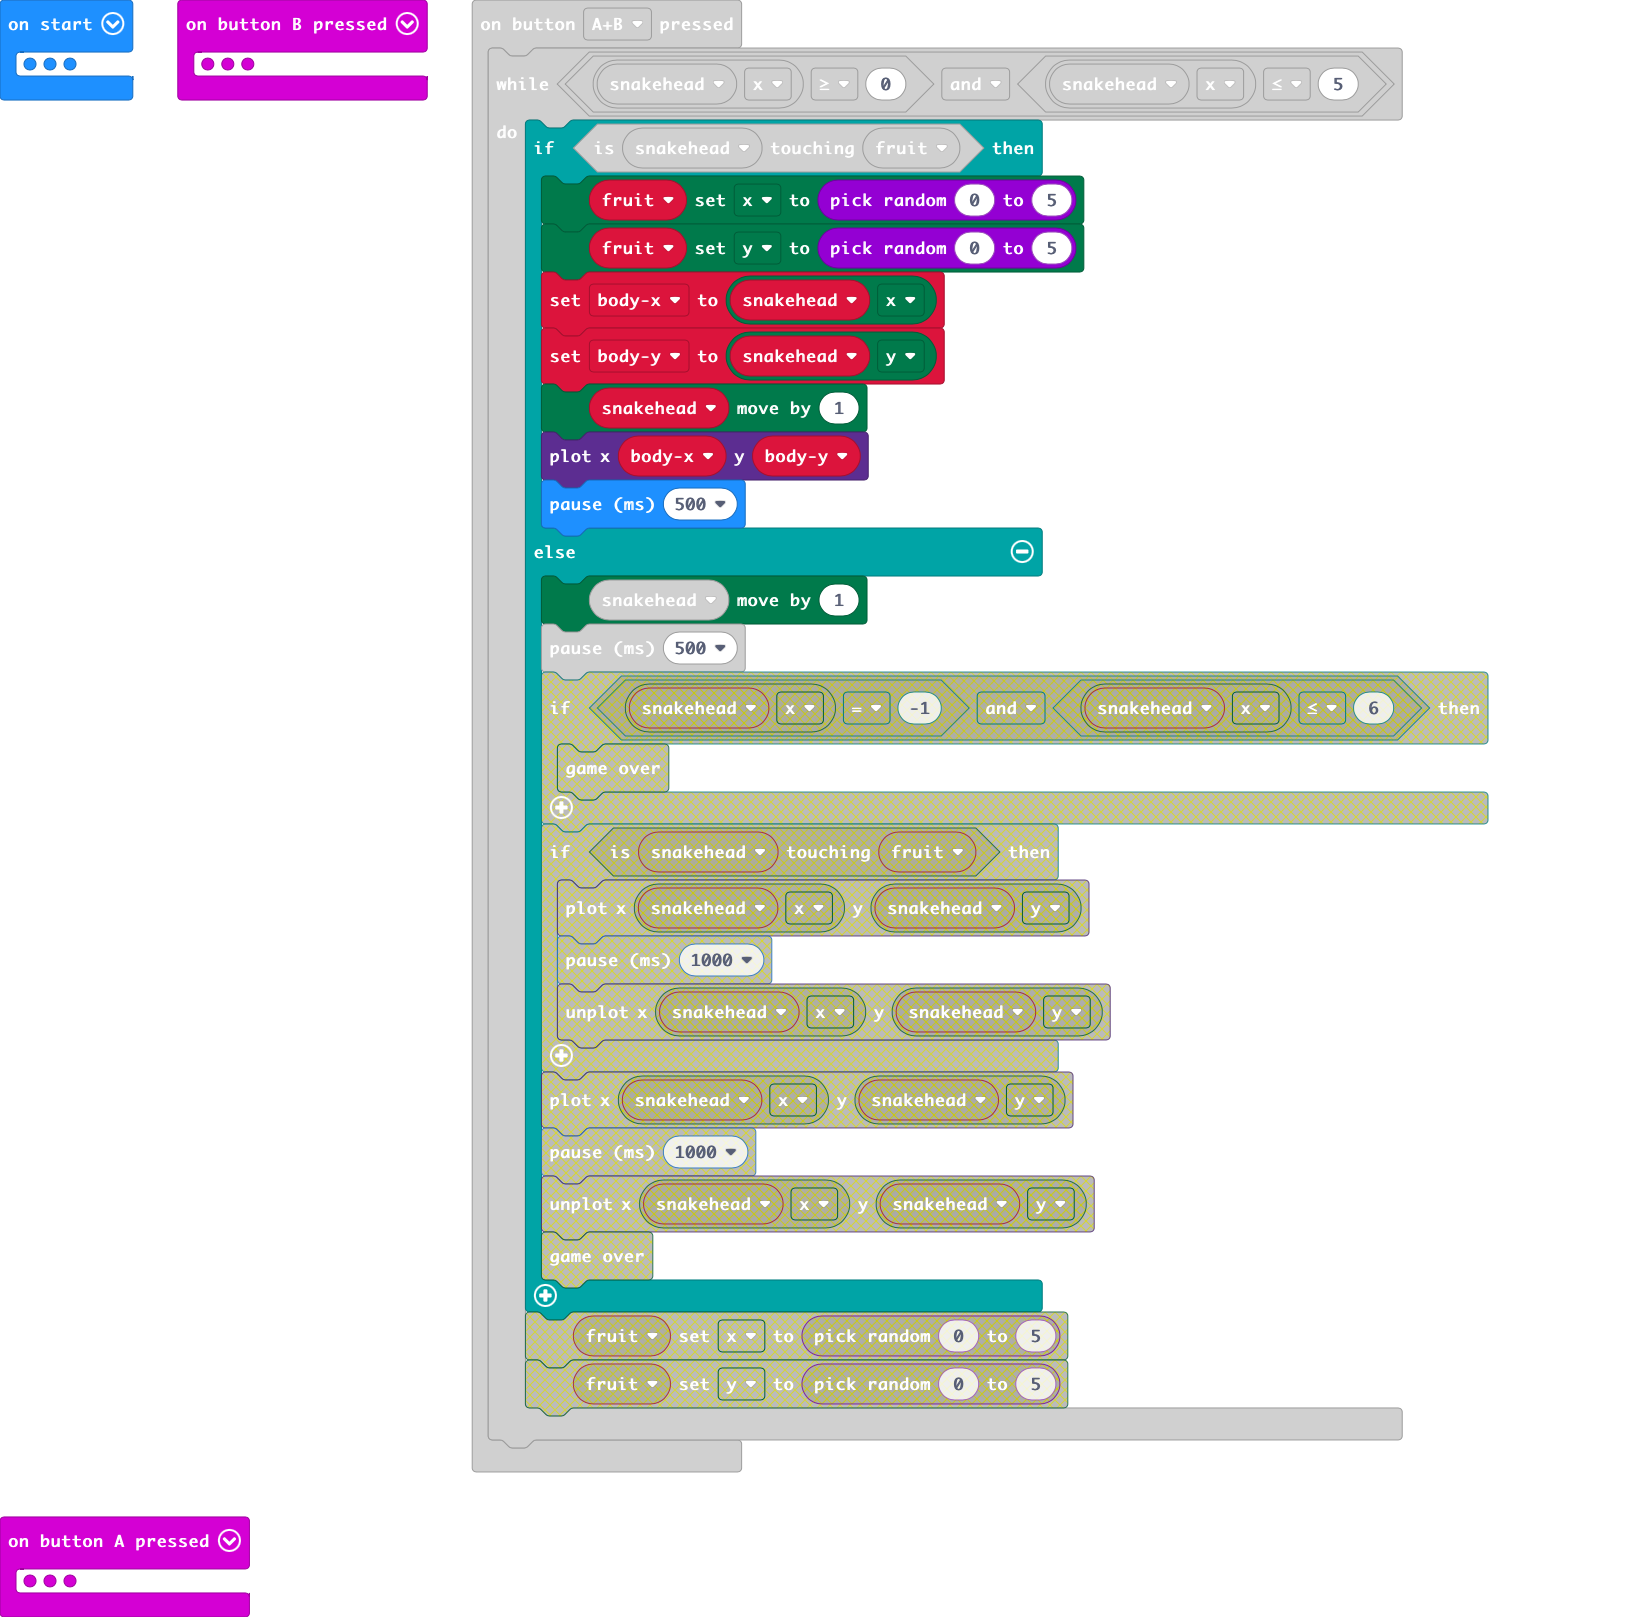 on start
on button B pressed
on button A+B pressed
while snakehead x ≥ 0 and snakehead x ≤ 5
do
if is snakehead touching fruit then
fruit set x to pick random 0 to 5
fruit set y to pick random 0 to 5
set body-x to snakehead x
set body-y to snakehead y
snakehead move by 1
plot x body-x y body-y
pause (ms) 500
else
snakehead move by 1
pause (ms) 500
if snakehead x = -1 and snakehead x ≤ 6 then
game over
if is snakehead touching fruit then
plot x snakehead x y snakehead y
pause (ms) 1000
unplot x snakehead x y snakehead y
plot x snakehead x y snakehead y
pause (ms) 1000
unplot x snakehead x y snakehead y
game over
fruit set x to pick random 0 to 5
fruit set y to pick random 0 to 5
on button A pressed